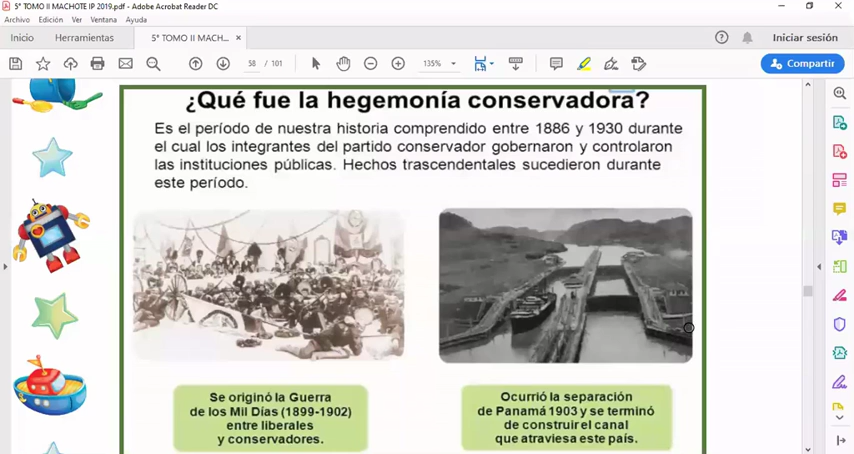 5° TOMO II MACHOTE IP 2019.pdf - Adobe Acrobat Reader DC
Archivo Edición Ver Ventana Ayuda
Inicio Herramientas 5° TOMO II MACH... × Iniciar sesión
58 / 101 135% Compartir
¿Qué fue la hegemonía conservadora?
Es el período de nuestra historia comprendido entre 1886 y 1930 durante
el cual los integrantes del partido conservador gobernaron y controlaron
las instituciones públicas. Hechos trascendentales sucedieron durante
este período.
Se originó la Guerra
de los Mil Días (1899-1902)
entre liberales
y conservadores.
Ocurrió la separación
de Panamá 1903 y se terminó
de construir el canal
que atraviesa este país.